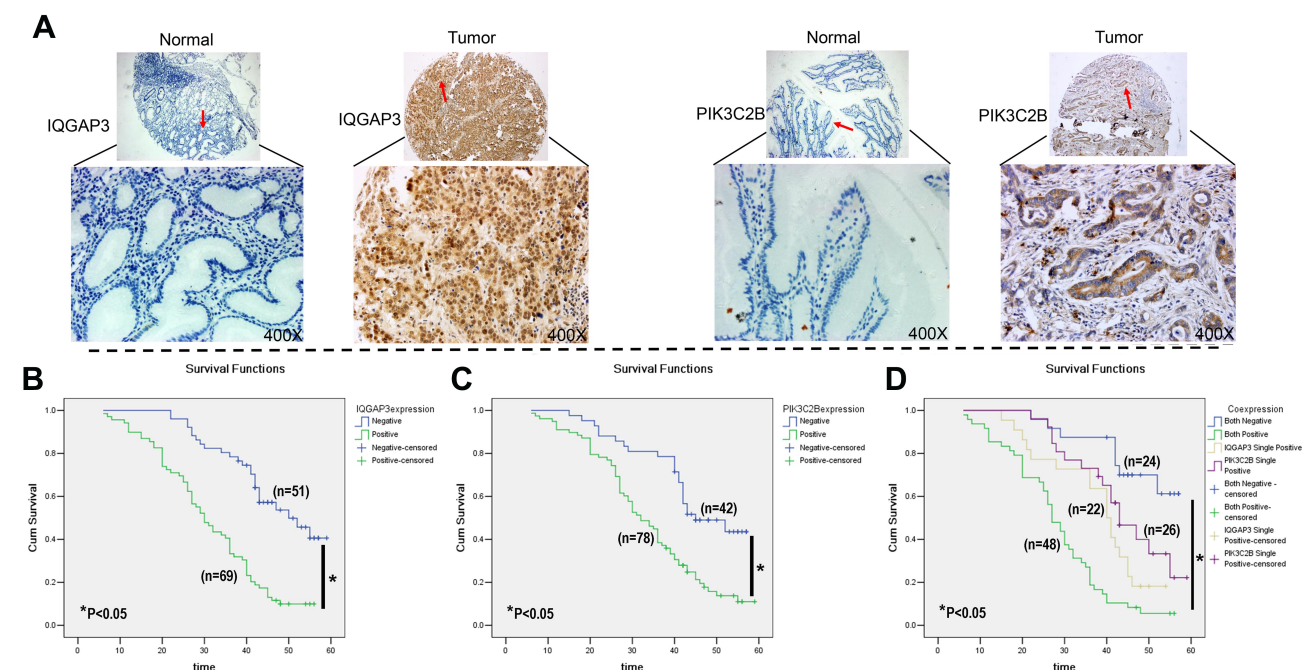 A
Normal
Tumor
Normal
Tumor
IQGAP3
IQGAP3
PIK3C2B
PIK3C2B
400X
400X
400X
400X
B
Survival Functions
IQGAP3expression
Negative
Positive
Negative-censored
Positive-censored
Cum Survival
1.0
0.8
0.6
0.4
0.2
0.0
(n=51)
(n=69)
*
*P<0.05
0 10 20 30 40 50 60
time
C
Survival Functions
PIK3C2Bexpression
Negative
Positive
Negative-censored
Positive-censored
Cum Survival
1.0
0.8
0.6
0.4
0.2
0.0
(n=42)
(n=78)
*
*P<0.05
0 10 20 30 40 50 60
time
D
Survival Functions
Coexpression
Both Negative
Both Positive
IQGAP3 Single Positive
PIK3C2B Single
Positive
Both Negative -
censored
Both Positive-
censored
IQGAP3 Single
Positive-censored
PIK3C2B Single
Positive-censored
Cum Survival
1.0
0.8
0.6
0.4
0.2
0.0
(n=24)
(n=22)
(n=26)
(n=48)
*
*P<0.05
0 10 20 30 40 50 60
time